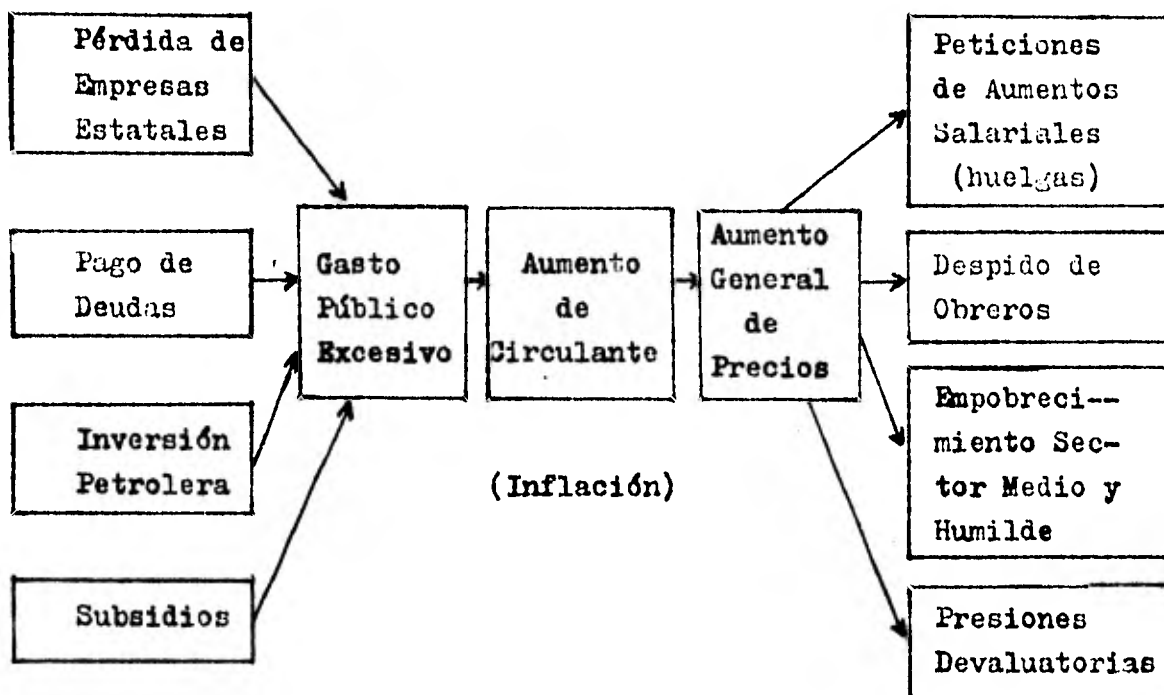 Pérdida de
Empresas
Estatales
Pago de
Deudas
Inversión
Petrolera
Subsidios
Gasto
Público
Excesivo
Aumento
de
Circulante
(Inflación)
Aumento
General
de
Precios
Peticiones
de Aumentos
Salariales
(huelgas)
Despido de
Obreros
Empobreci--
miento Sec-
tor Medio y
Humilde
Presiones
Devaluatorias